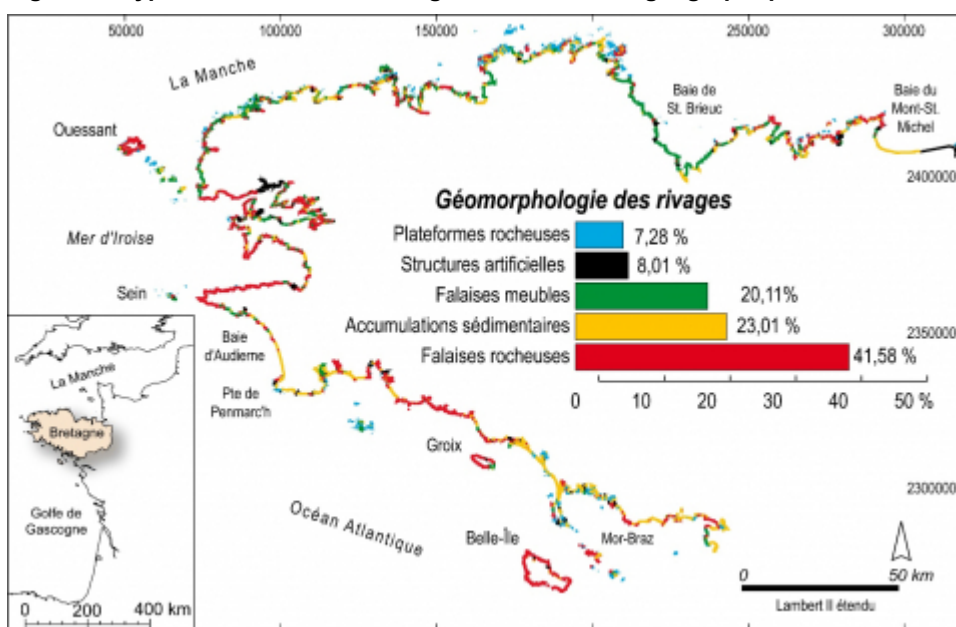 50000 100000 150000 250000 300000
La Manche
Baie de
St. Brieuc
Baie du
Mont-St.
Michel
Ouessant
2400000
Géomorphologie des rivages
Plateformes rocheuses 7,28 %
Structures artificielles 8,01 %
Falaises meubles 20,11%
Accumulations sédimentaires 23,01 %
Falaises rocheuses 41,58 %
0 20 30 40 50 %
Mer d'Iroise
Sein
2350000
Baie
d'Audierne
Pte de
Penmarc'h
Groix
2300000
Océan Atlantique
Belle-Île
Mor-Braz
0 50 km
Lambert II étendu
La Manche
Bretagne
Golfe de
Gascogne
0 200 400 km